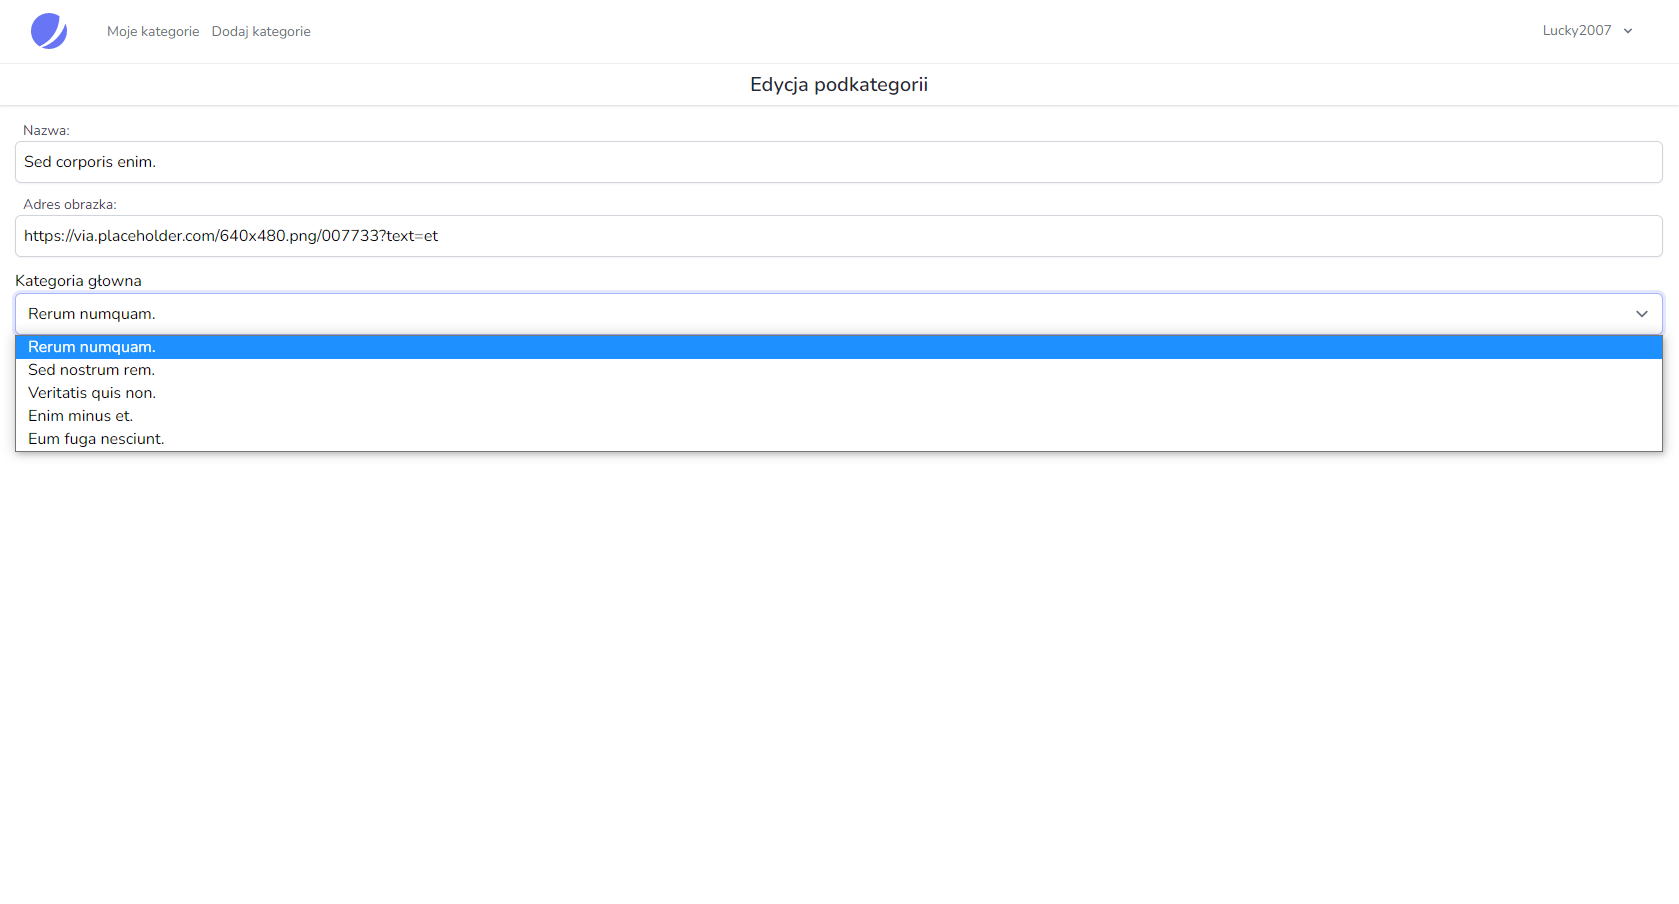 Moje kategorie Dodaj kategorie Lucky2007
Edycja podkategorii
Nazwa:
Sed corporis enim.
Adres obrazka:
https://via.placeholder.com/640x480.png/007733?text=et
Kategoria głowna
Rerum numquam.
Rerum numquam.
Sed nostrum rem.
Veritatis quis non.
Enim minus et.
Eum fuga nesciunt.